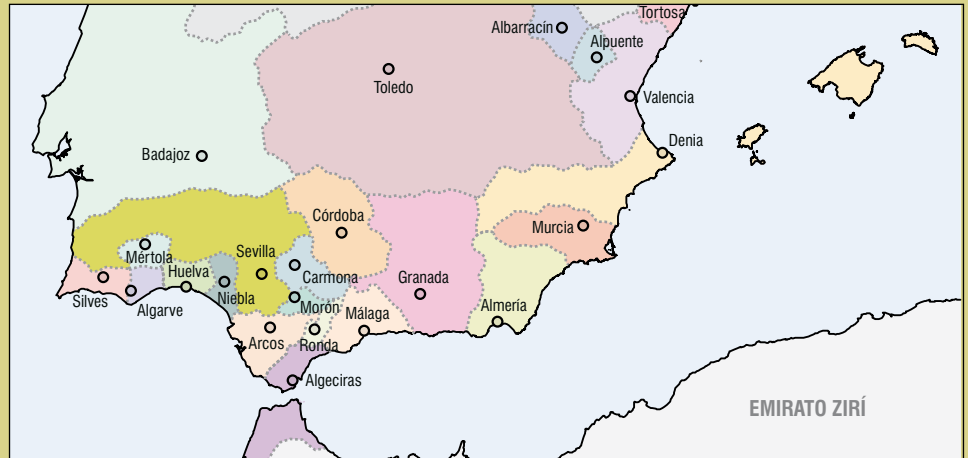 Tortosa
Albarracín
Alpuente
Toledo
Valencia
Denia
Badajoz
Córdoba
Murcia
Mértola
Sevilla
Huelva
Carmona
Granada
Silves
Algarve
Niebla
Morón
Málaga
Almería
Arcos
Ronda
Algeciras
EMIRATO ZIRÍ